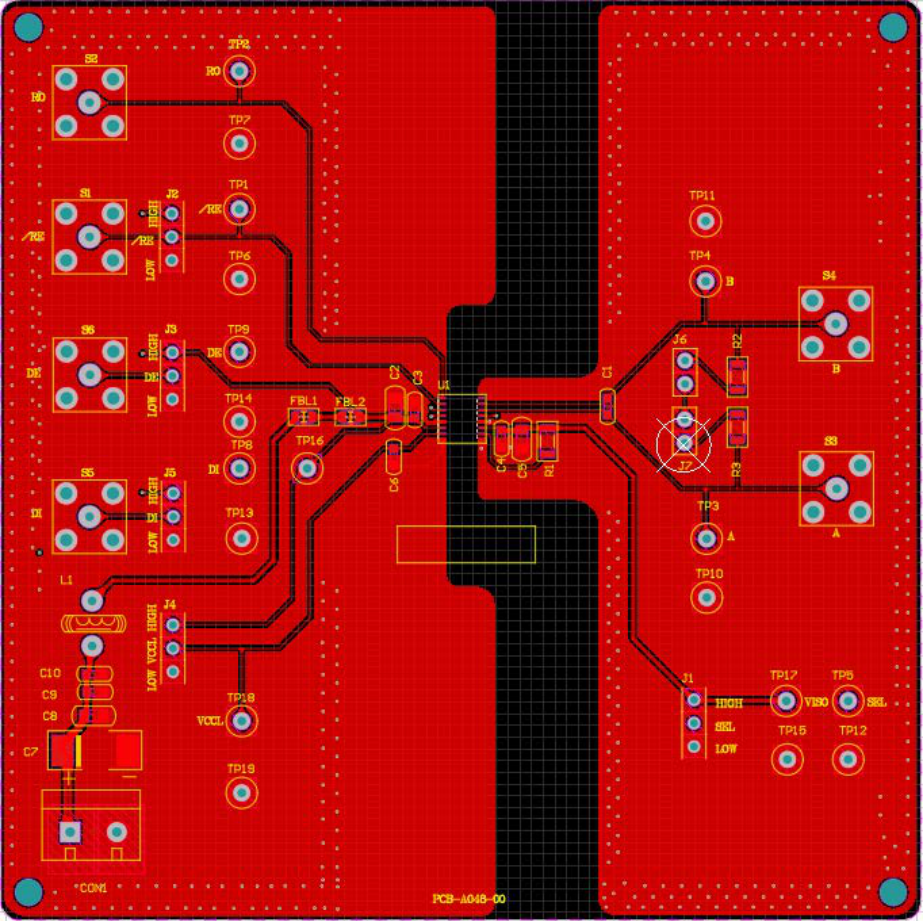 TP2
S2
RO
RO
TP7
S1
J2
TP1
HIGH
/RE
/RE
/RE
LOW
TP6
TP11
TP4
B
S4
B
S6
J3
TP9
HIGH
DE
DE
DE
LOW
TP14
FBL1
FBL2
C2
C3
U1
C1
J6
R2
TP8
TP16
DI
C6
C4
C5
R1
J7
R3
S3
A
S5
J5
HIGH
DI
DI
LOW
TP13
TP3
A
TP10
L1
J4
HIGH
VCCL
LOW
C10
C9
C8
C7
+
−
TP18
VCCL
TP19
J1
HIGH
SEL
LOW
TP17
VISO
TP5
SEL
TP15
TP12
CON1
PCB-A048-00